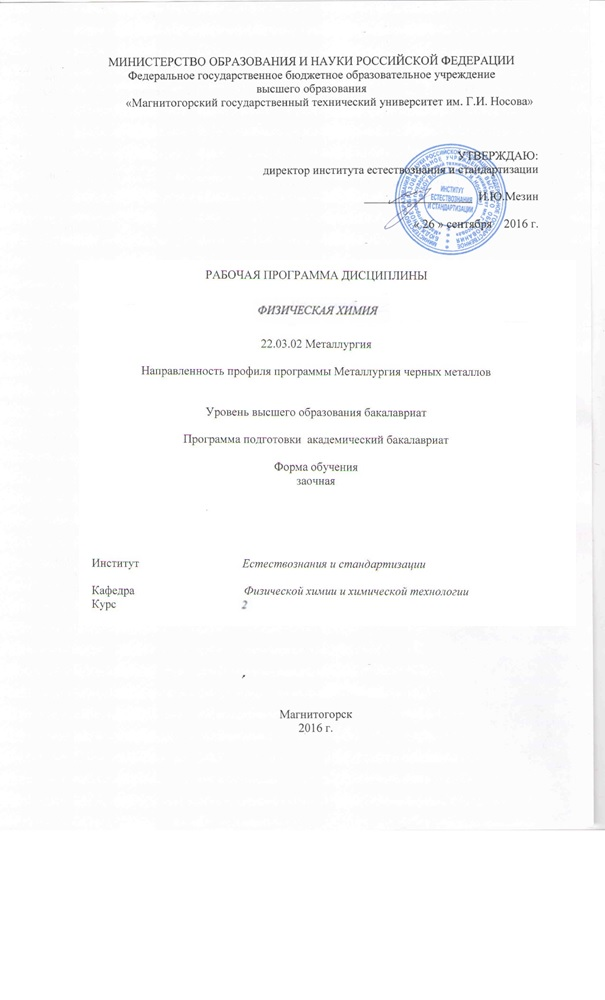 МИНИСТЕРСТВО ОБРАЗОВАНИЯ И НАУКИ РОССИЙСКОЙ ФЕДЕРАЦИИ
Федеральное государственное бюджетное образовательное учреждение
высшего образования
«Магнитогорский государственный технический университет им. Г.И. Носова»
УТВЕРЖДАЮ:
директор института естествознания и стандартизации
И.Ю.Мезин
« 26 » сентября 2016 г.
ИНСТИТУТ
ЕСТЕСТВОЗНАНИЯ
И СТАНДАРТИЗАЦИИ
РАБОЧАЯ ПРОГРАММА ДИСЦИПЛИНЫ
ФИЗИЧЕСКАЯ ХИМИЯ
22.03.02 Металлургия
Направленность профиля программы Металлургия черных металлов
Уровень высшего образования бакалавриат
Программа подготовки академический бакалавриат
Форма обучения
заочная
Институт Естествознания и стандартизации
Кафедра Физической химии и химической технологии
Курс 2
Магнитогорск
2016 г.